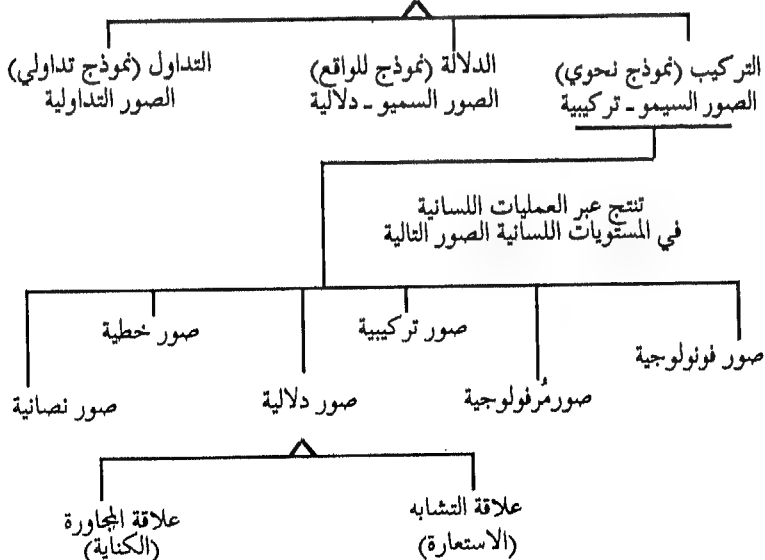 التركيب (نموذج نحوي)
الصور السيمو ـ تركيبية
الدلالة (نموذج للواقع)
الصور السميو ـ دلالية
التداول (نموذج تداولي)
الصور التداولية
تنتج عبر العمليات اللسانية
في المستويات اللسانية الصور التالية
صور فونولوجية
صورمُرفولوجية
صور تركيبية
صور دلالية
صور خطية
صور نصانية
علاقة التشابه
(الاستعارة)
علاقة المجاورة
(الكناية)